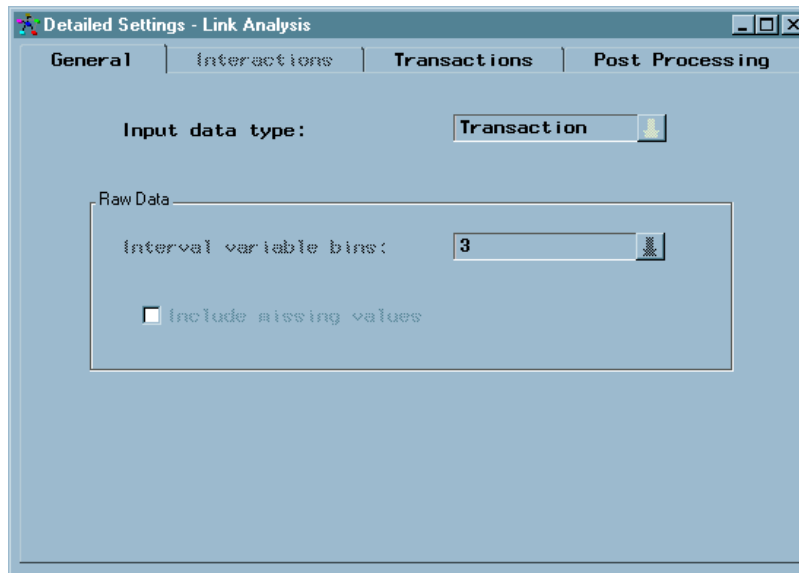 Detailed Settings - Link Analysis
General Interactions Transactions Post Processing
Input data type: Transaction
Raw Data
Interval variable bins: 3
Include missing values